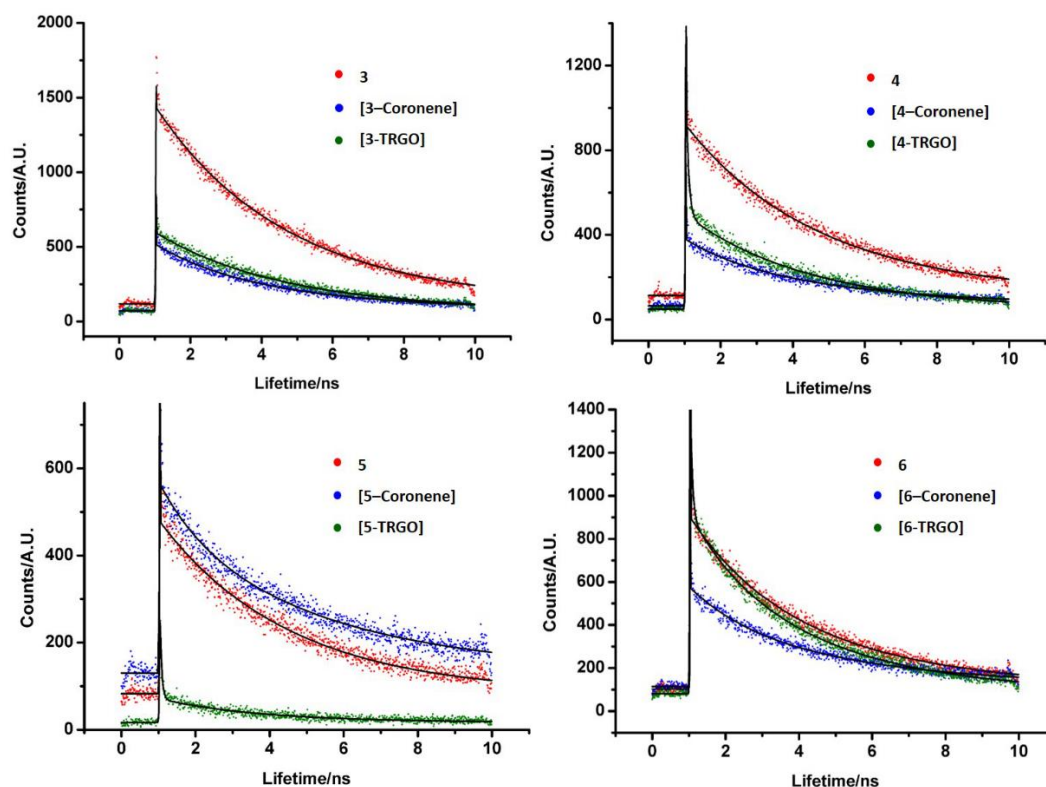 2000
1500
1000
500
0
Counts/A.U.
3
[3–Coronene]
[3-TRGO]
0 2 4 6 8 10
Lifetime/ns
1200
800
400
0
Counts/A.U.
4
[4–Coronene]
[4-TRGO]
0 2 4 6 8 10
Lifetime/ns
600
400
200
0
Counts/A.U.
5
[5–Coronene]
[5-TRGO]
0 2 4 6 8 10
Lifetime/ns
1400
1200
1000
800
600
400
200
0
Counts/A.U.
6
[6–Coronene]
[6-TRGO]
0 2 4 6 8 10
Lifetime/ns